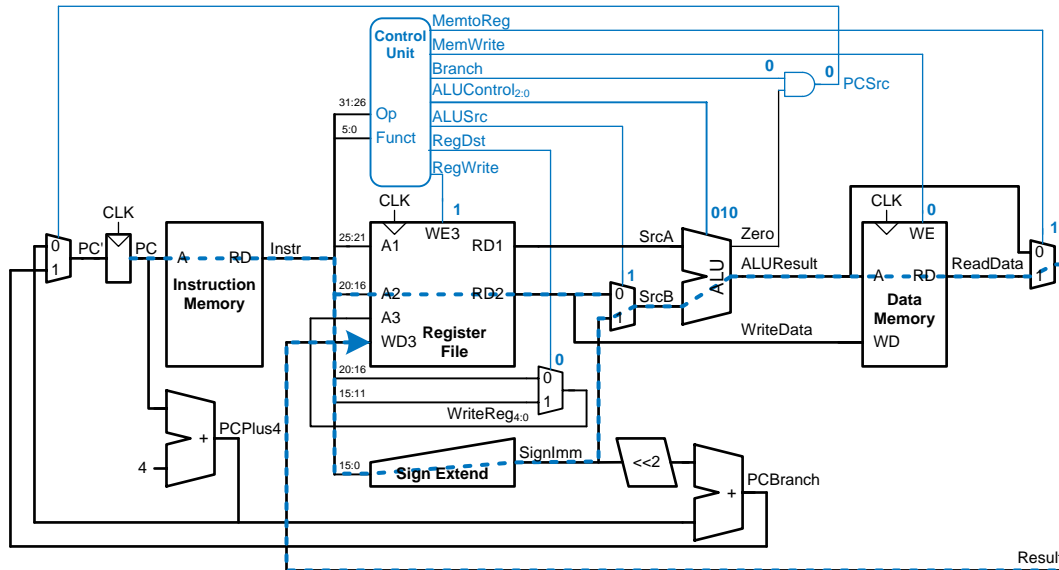 MemtoReg
Control
Unit
MemWrite
Branch
0
0
PCSrc
ALUControl2:0
31:26
Op
ALUSrc
5:0
Funct
RegDst
RegWrite
CLK
CLK
CLK
1
010
0
1
0
1
PC'
PC
A
RD
Instr
25:21
A1
WE3
RD1
SrcA
Zero
WE
0
1
Instruction
Memory
20:16
A2
RD2
1
0
1
SrcB
ALU
ALUResult
A
RD
ReadData
A3
Register
File
Data
Memory
WD3
WriteData
WD
0
20:16
0
15:11
1
WriteReg4:0
PCPlus4
+
4
15:0
Sign Extend
SignImm
<<2
+
PCBranch
Result